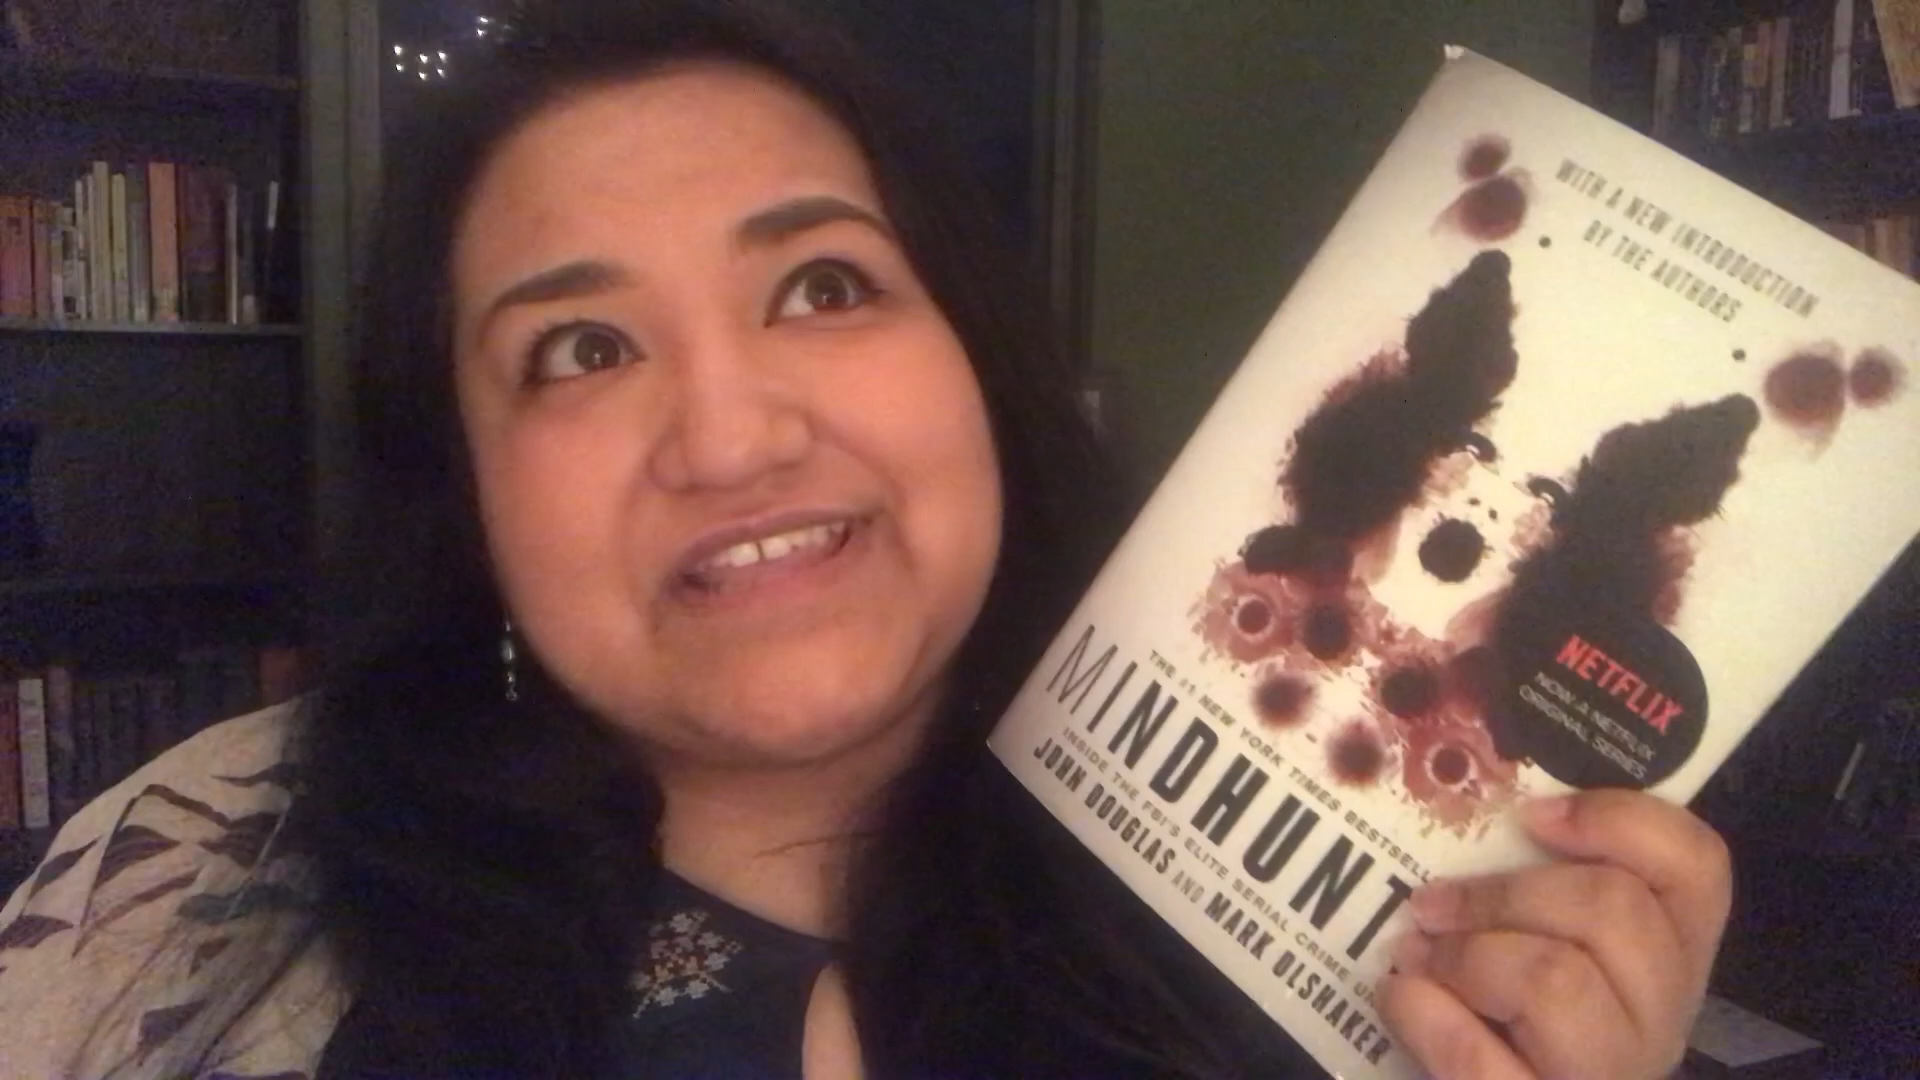 WITH A NEW INTRODUCTION
BY THE AUTHORS
NETFLIX
NOW A NETFLIX
ORIGINAL SERIES
THE #1 NEW YORK TIMES
MINDHUNT
INSIDE THE FBI'S ELITE SERIAL CRIME
JOHN DOUGLAS AND MARK OLSHAKER